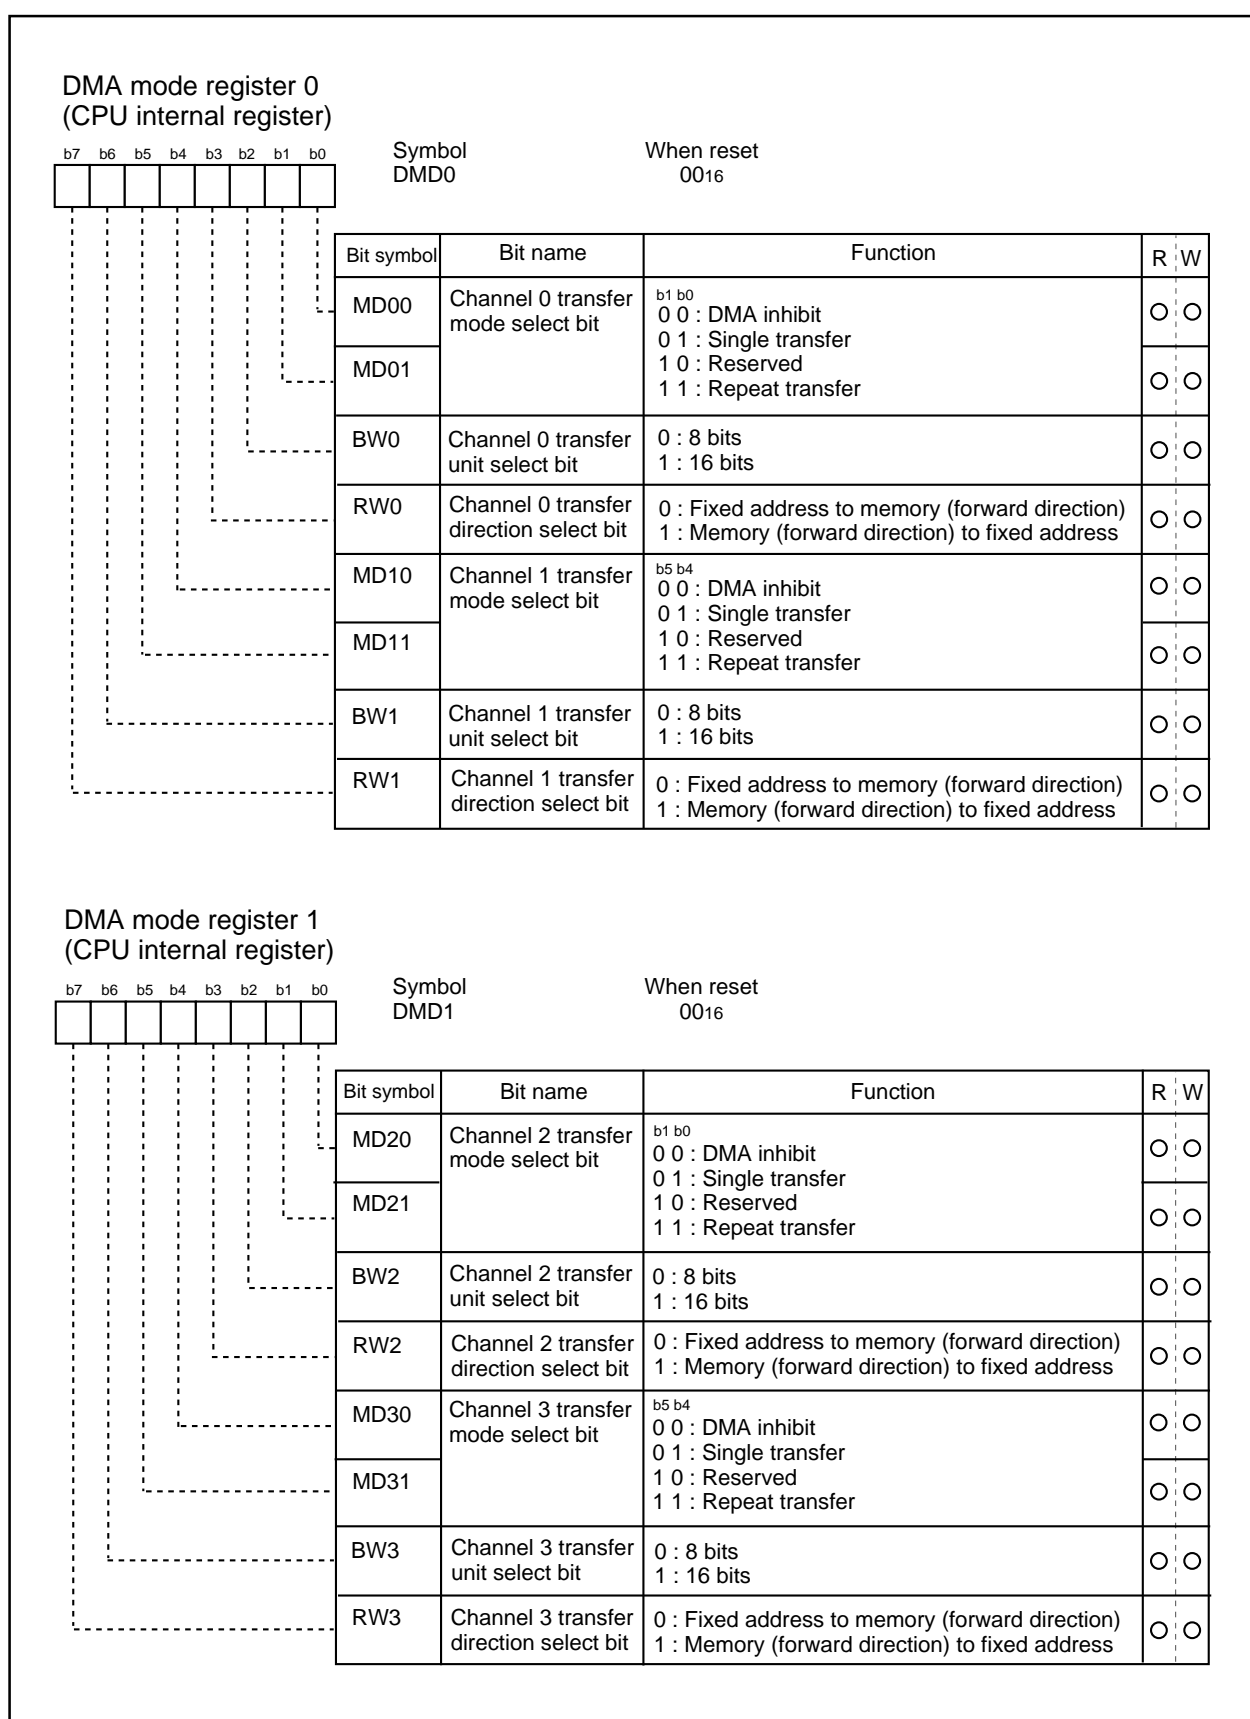 DMA mode register 0
(CPU internal register)
b7 b6 b5 b4 b3 b2 b1 b0
Symbol When reset
DMD0 0016
Bit symbol Bit name Function R W
MD00 Channel 0 transfer mode select bit
MD01
b1 b0
0 0 : DMA inhibit
0 1 : Single transfer
1 0 : Reserved
1 1 : Repeat transfer
BW0 Channel 0 transfer unit select bit
0 : 8 bits
1 : 16 bits
RW0 Channel 0 transfer direction select bit
0 : Fixed address to memory (forward direction)
1 : Memory (forward direction) to fixed address
MD10 Channel 1 transfer mode select bit
MD11
b5 b4
0 0 : DMA inhibit
0 1 : Single transfer
1 0 : Reserved
1 1 : Repeat transfer
BW1 Channel 1 transfer unit select bit
0 : 8 bits
1 : 16 bits
RW1 Channel 1 transfer direction select bit
0 : Fixed address to memory (forward direction)
1 : Memory (forward direction) to fixed address
DMA mode register 1
(CPU internal register)
b7 b6 b5 b4 b3 b2 b1 b0
Symbol When reset
DMD1 0016
Bit symbol Bit name Function R W
MD20 Channel 2 transfer mode select bit
MD21
b1 b0
0 0 : DMA inhibit
0 1 : Single transfer
1 0 : Reserved
1 1 : Repeat transfer
BW2 Channel 2 transfer unit select bit
0 : 8 bits
1 : 16 bits
RW2 Channel 2 transfer direction select bit
0 : Fixed address to memory (forward direction)
1 : Memory (forward direction) to fixed address
MD30 Channel 3 transfer mode select bit
MD31
b5 b4
0 0 : DMA inhibit
0 1 : Single transfer
1 0 : Reserved
1 1 : Repeat transfer
BW3 Channel 3 transfer unit select bit
0 : 8 bits
1 : 16 bits
RW3 Channel 3 transfer direction select bit
0 : Fixed address to memory (forward direction)
1 : Memory (forward direction) to fixed address